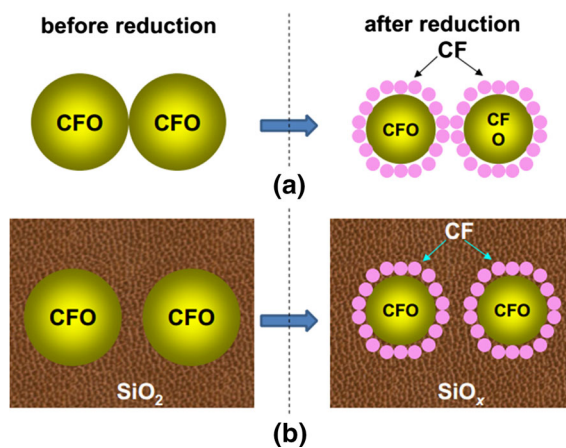 before reduction
after reduction
CF
CFO CFO
CFO
CF
O
(a)
CF
CFO CFO
CFO CFO
SiO₂
SiOₓ
(b)